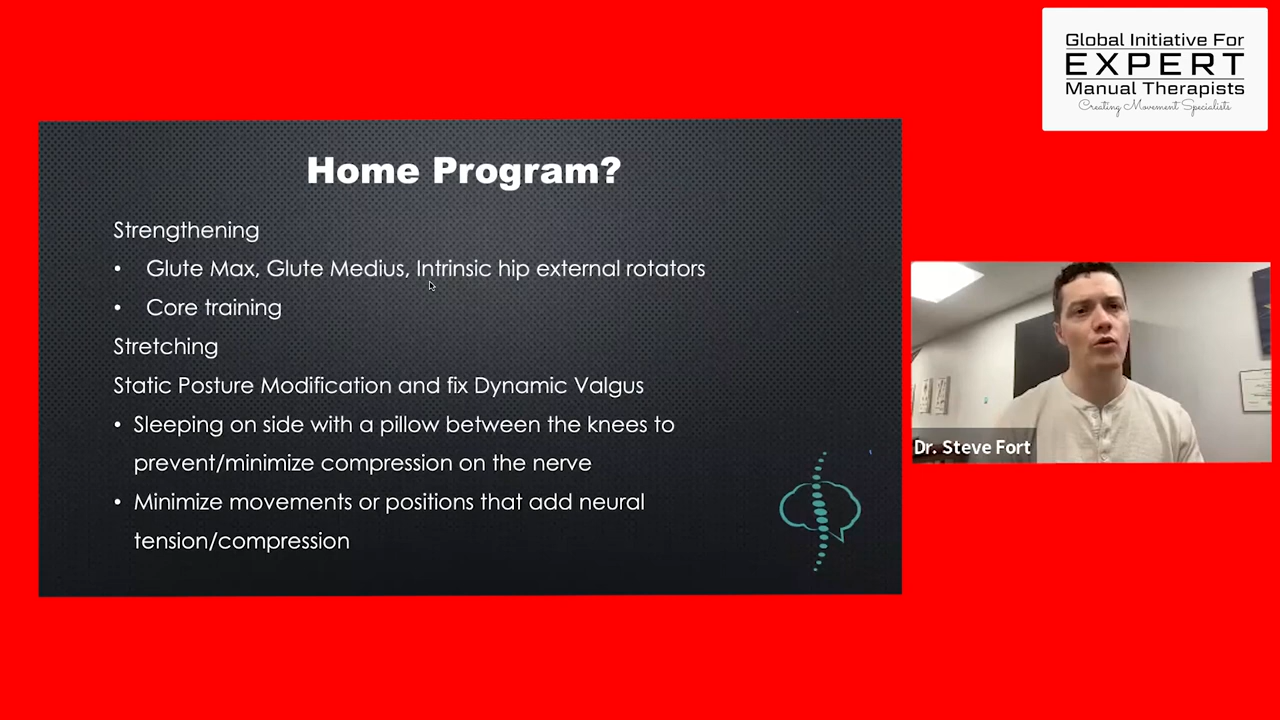 Global Initiative For
EXPERT
Manual Therapists
Creating Movement Specialists
Home Program?
Strengthening
• Glute Max, Glute Medius, Intrinsic hip external rotators
• Core training
Stretching
Static Posture Modification and fix Dynamic Valgus
• Sleeping on side with a pillow between the knees to
prevent/minimize compression on the nerve
• Minimize movements or positions that add neural
tension/compression
Dr. Steve Fort